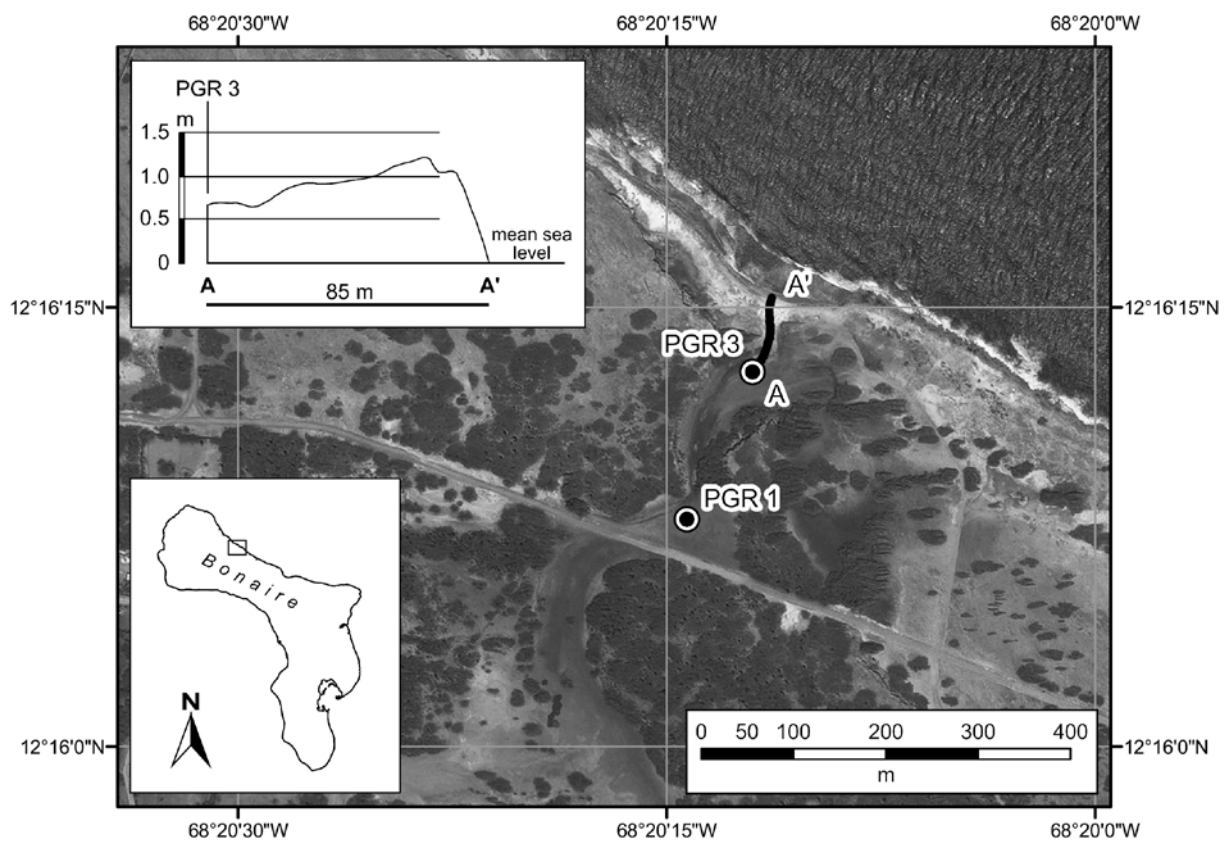 68°20'30"W
68°20'15"W
68°20'0"W
PGR 3
m
1.5
1.0
0.5
0
mean sea
level
A
A'
85 m
12°16'15"N
12°16'15"N
A'
PGR 3
A
PGR 1
Bonaire
N
0 50 100 200 300 400
m
12°16'0"N
12°16'0"N
68°20'30"W
68°20'15"W
68°20'0"W